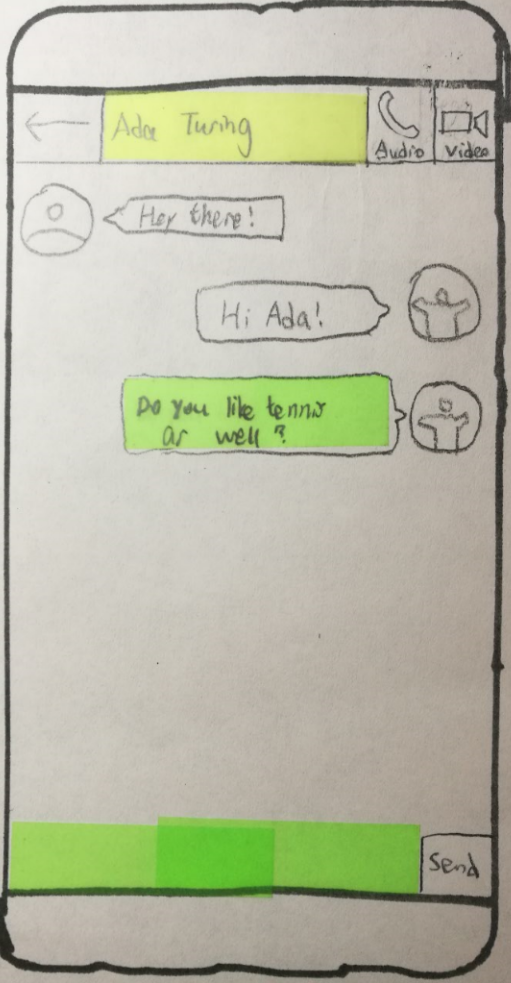 Ada Turing
Audio
Video
Hey there!
Hi Ada!
Do you like tennis
as well?
Send